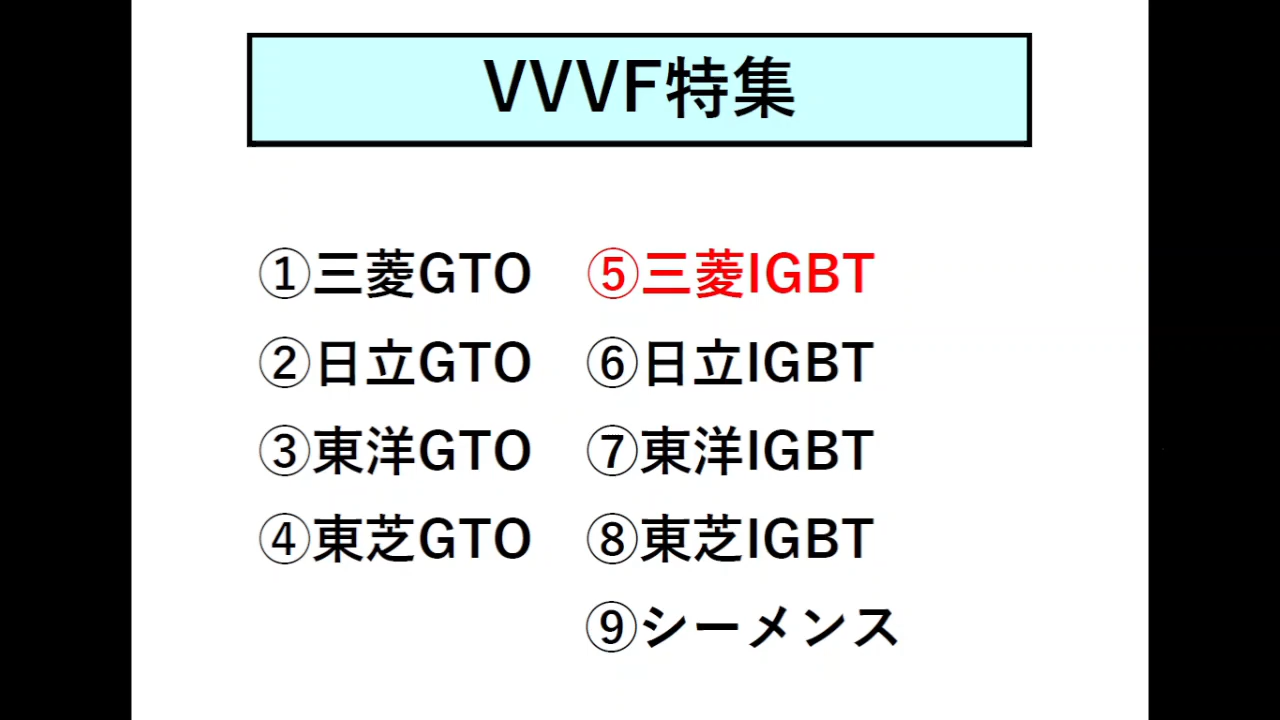 VVVF特集
①三菱GTO
②日立GTO
③東洋GTO
④東芝GTO
⑤三菱IGBT
⑥日立IGBT
⑦東洋IGBT
⑧東芝IGBT
⑨シーメンス